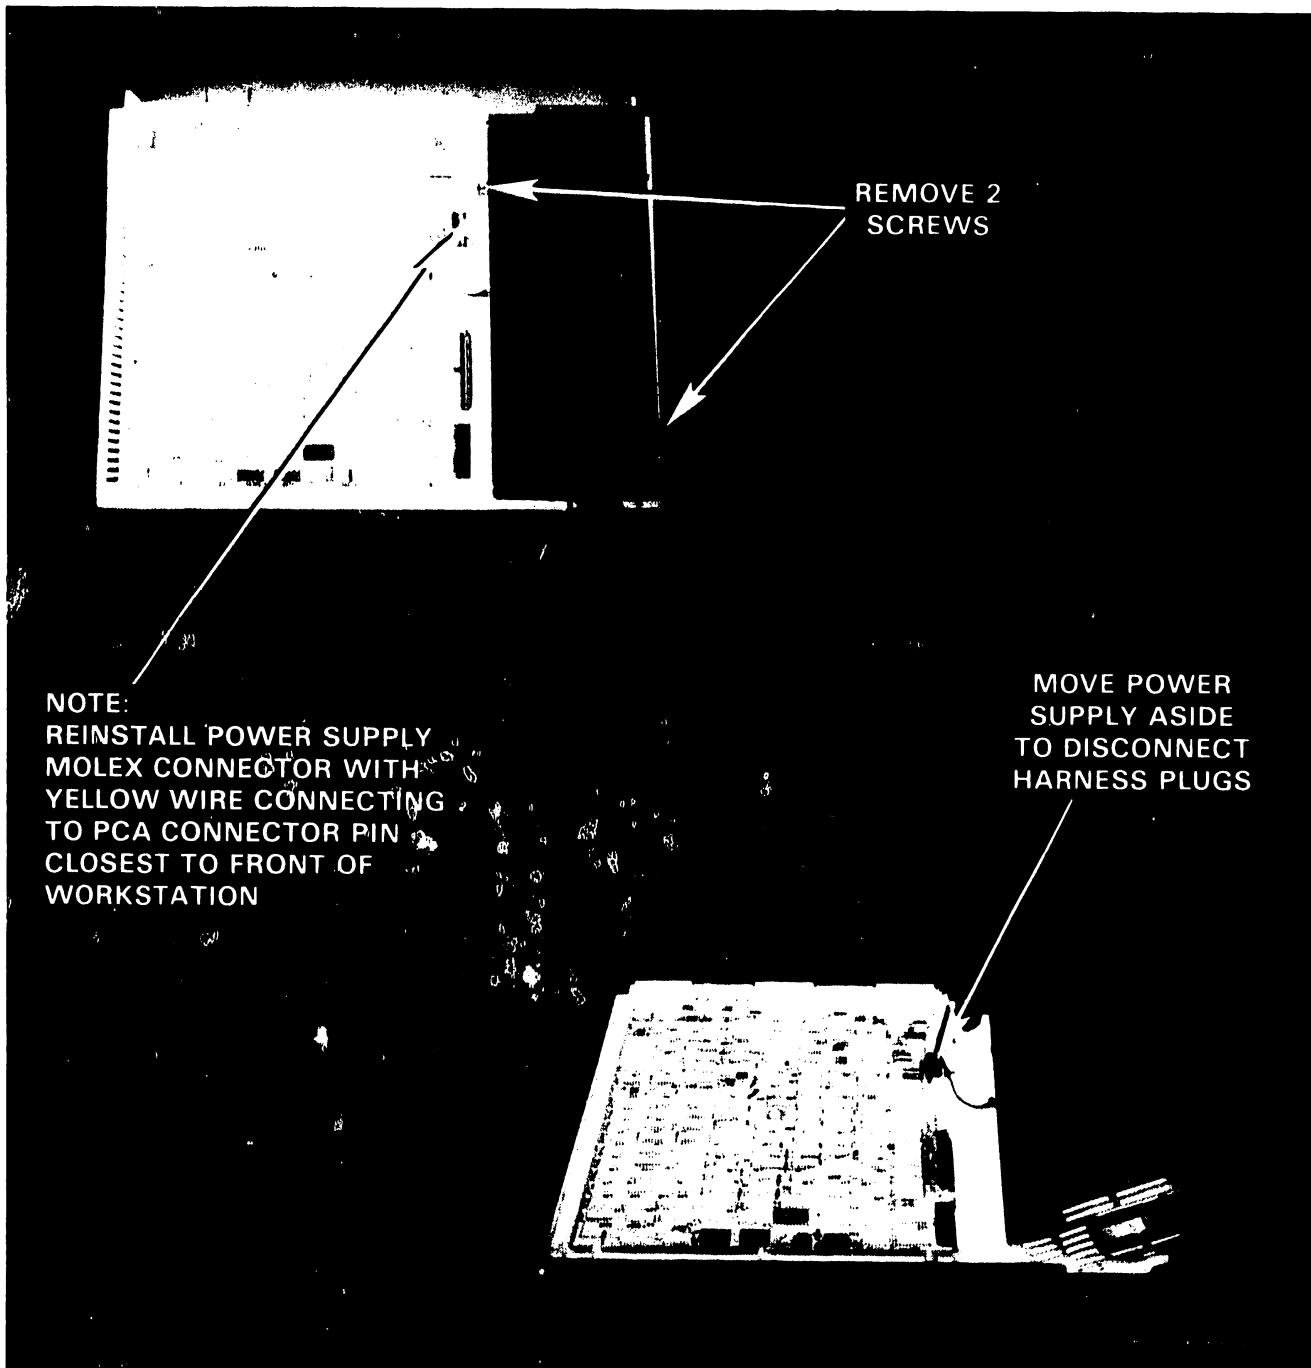 REMOVE 2
SCREWS
NOTE:
REINSTALL POWER SUPPLY
MOLEX CONNECTOR WITH
YELLOW WIRE CONNECTING
TO PCA CONNECTOR PIN
CLOSEST TO FRONT OF
WORKSTATION
MOVE POWER
SUPPLY ASIDE
TO DISCONNECT
HARNESS PLUGS